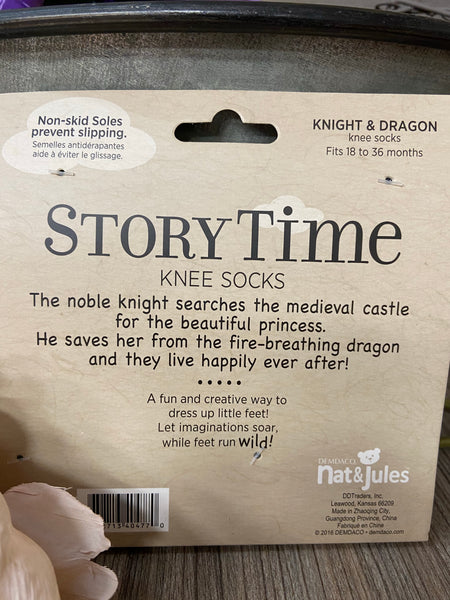 Non-skid Soles
prevent slipping.
Semelles antidérapantes
aide à éviter le glissage.
KNIGHT & DRAGON
knee socks
Fits 18 to 36 months
STORY Time
KNEE SOCKS
The noble knight searches the medieval castle
for the beautiful princess.
He saves her from the fire-breathing dragon
and they live happily ever after!
A fun and creative way to
dress up little feet!
Let imaginations soar,
while feet run wild!
DEMDACO
nat&jules
DDTraders, Inc.
Leawood, Kansas 66209
Made in Zhaoqing City,
Guangdong Province, China
Fabriqué en Chine
© 2016 DEMDACO • demdaco.com
713 40477 0